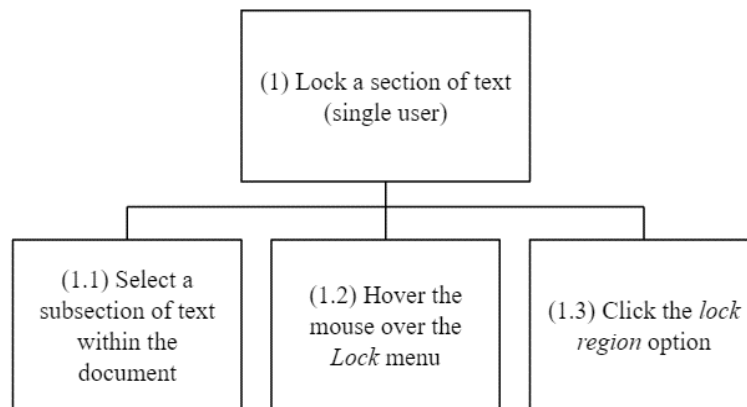 (1) Lock a section of text
(single user)
(1.1) Select a
subsection of text
within the
document
(1.2) Hover the
mouse over the
Lock menu
(1.3) Click the lock
region option